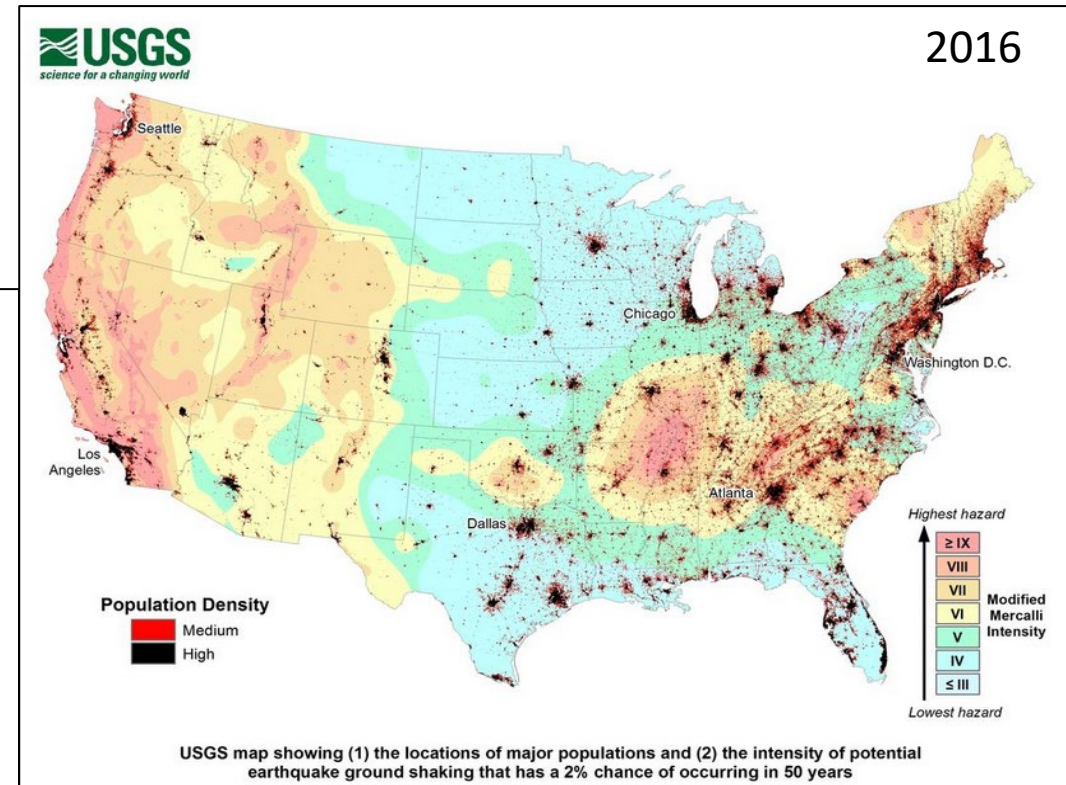 USGS
science for a changing world
2016
Seattle
Chicago
Washington D.C.
Los
Angeles
Atlanta
Dallas
Population Density
Medium
High
Highest hazard
≥ IX
VIII
VII
VI
V
IV
≤ III
Modified
Mercalli
Intensity
Lowest hazard
USGS map showing (1) the locations of major populations and (2) the intensity of potential
earthquake ground shaking that has a 2% chance of occurring in 50 years